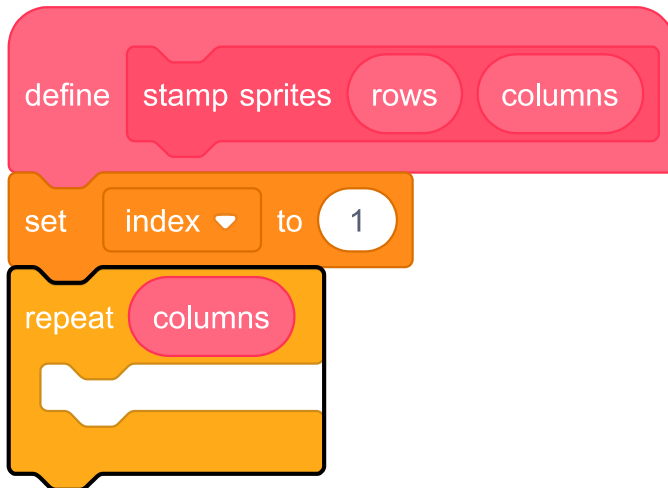 define stamp sprites rows columns
set index to 1
repeat columns